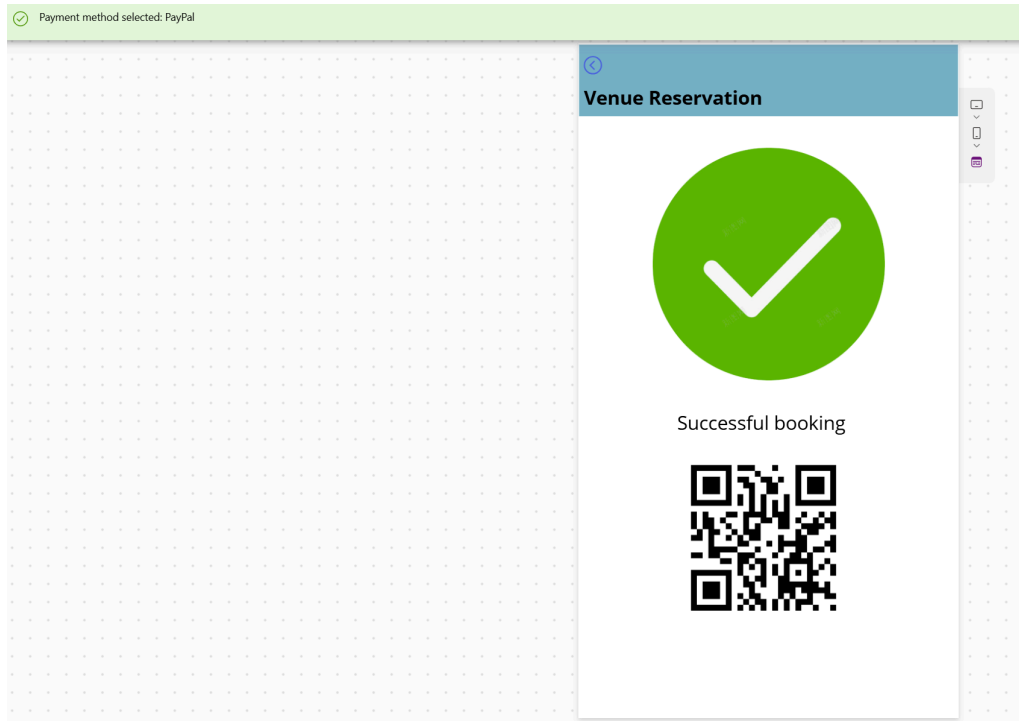 Payment method selected: PayPal
Venue Reservation
Successful booking